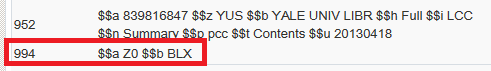 952 $$a 839816847 $$z YUS $$b YALE UNIV LIBR $$h Full $$i LCC
$$n Summary $$p pcc $$t Contents $$u 20130418
994 $$a Z0 $$b BLX